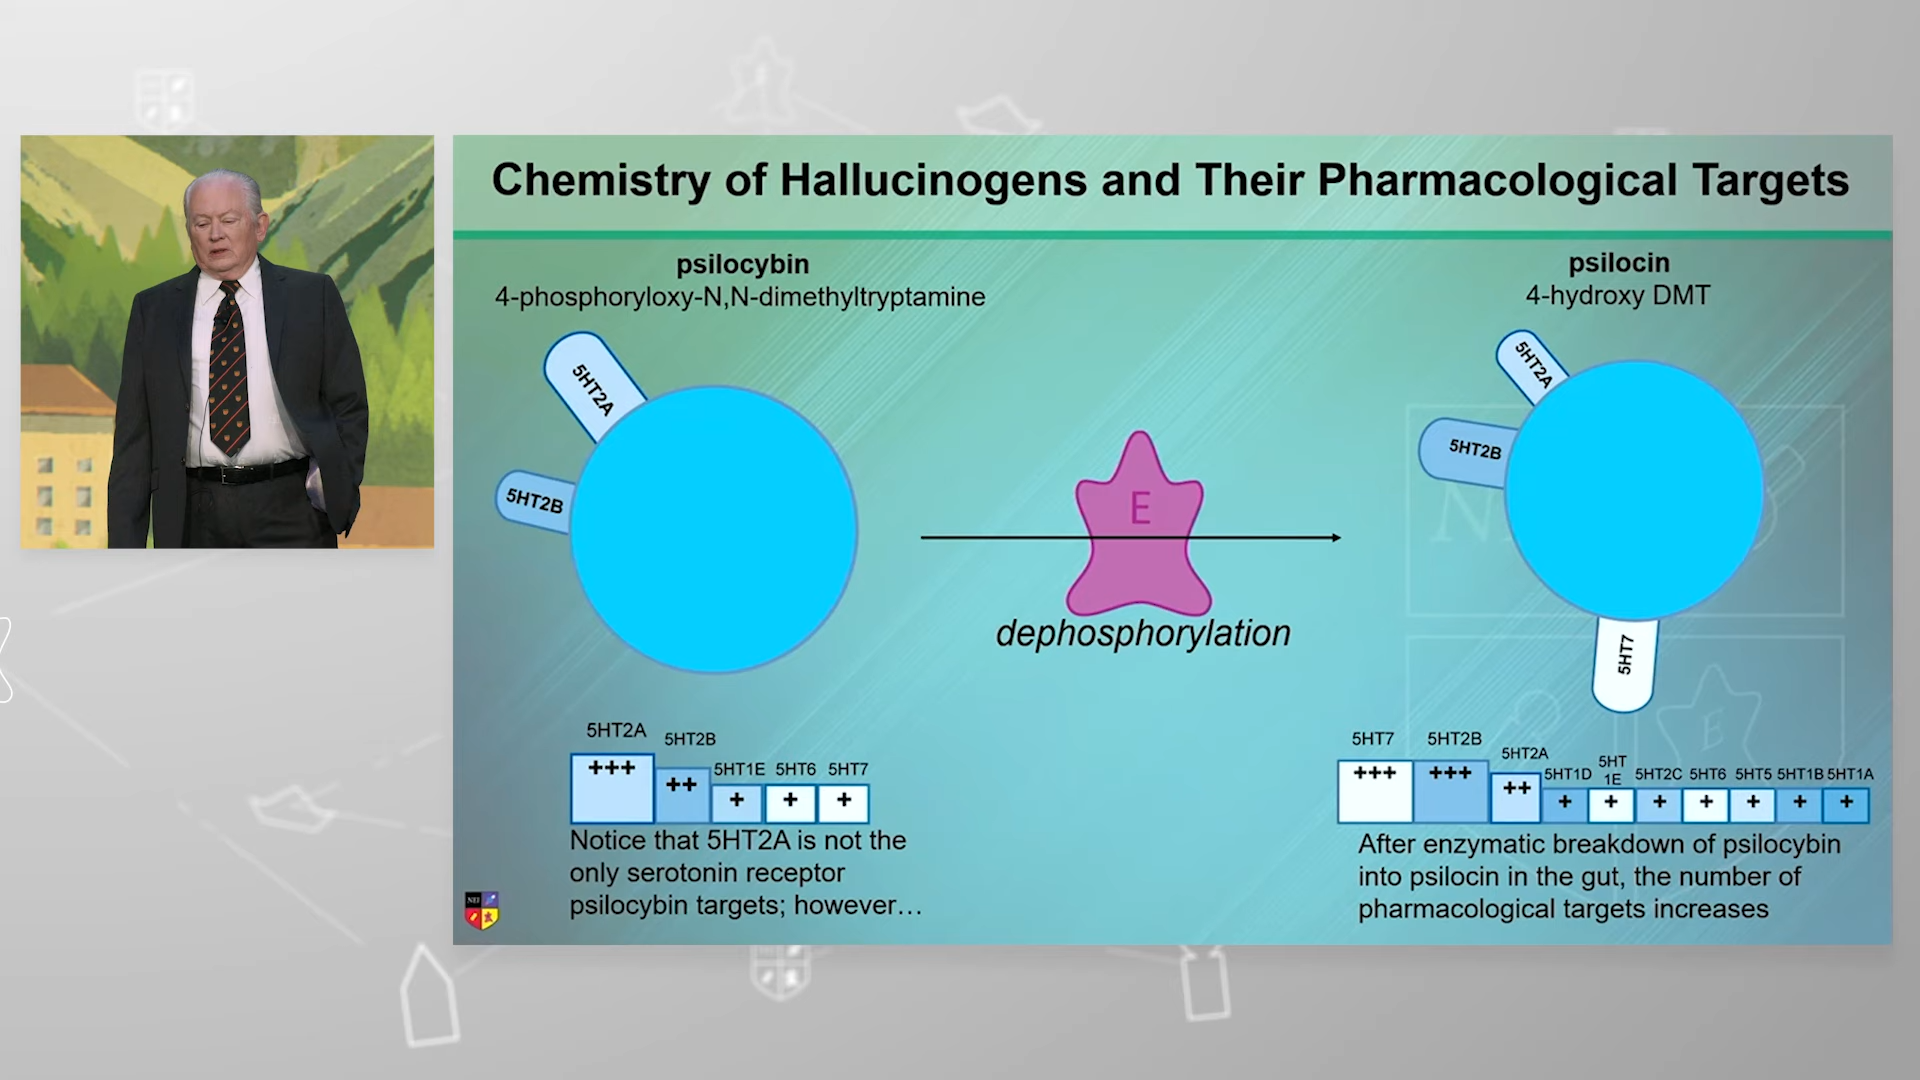 Chemistry of Hallucinogens and Their Pharmacological Targets
psilocybin
4-phosphoryloxy-N,N-dimethyltryptamine
5HT2A
5HT2B
E
dephosphorylation
psilocin
4-hydroxy DMT
5HT2A
5HT2B
5HT7
5HT2A 5HT2B 5HT1E 5HT6 5HT7
+++ ++ + + +
Notice that 5HT2A is not the
only serotonin receptor
psilocybin targets; however…
5HT7 5HT2B 5HT2A 5HT1D 5HT
1E 5HT2C 5HT6 5HT5 5HT1B 5HT1A
+++ +++ ++ + + + + + + +
After enzymatic breakdown of psilocybin
into psilocin in the gut, the number of
pharmacological targets increases
NEI
E